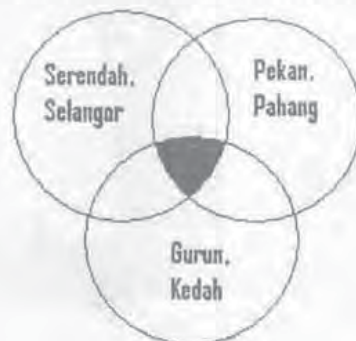 Serendah,
Selangor
Pekan,
Pahang
Gurun,
Kedah